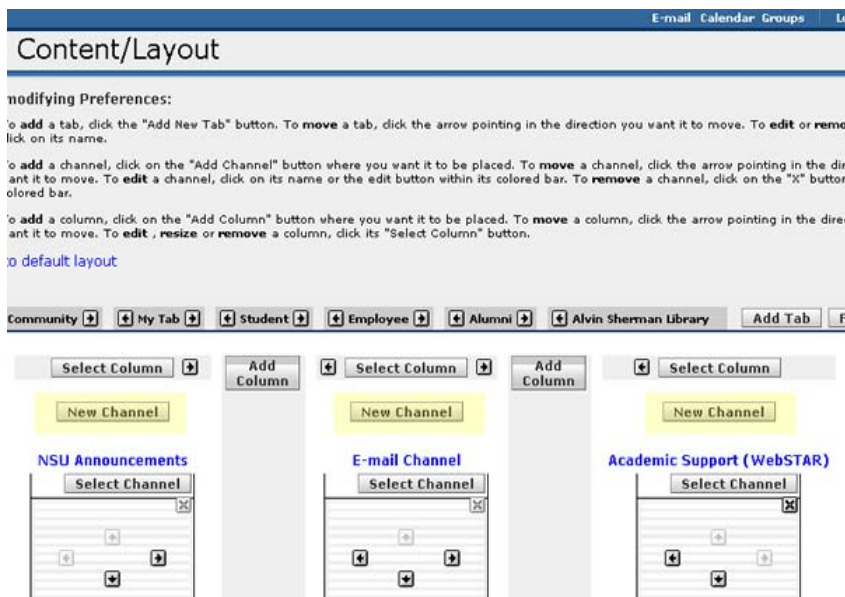 E-mail Calendar Groups
Content/Layout
modifying Preferences:
o add a tab, click the "Add New Tab" button. To move a tab, click the arrow pointing in the direction you want it to move. To edit or remo
lick on its name.
o add a channel, click on the "Add Channel" button where you want it to be placed. To move a channel, click the arrow pointing in the dir
ant it to move. To edit a channel, click on its name or the edit button within its colored bar. To remove a channel, click on the "X" button
olored bar.
o add a column, click on the "Add Column" button where you want it to be placed. To move a column, click the arrow pointing in the dire
ant it to move. To edit , resize or remove a column, click its "Select Column" button.
to default layout
Community My Tab Student Employee Alumni Alvin Sherman Library Add Tab
Select Column Add Column Select Column Add Column Select Column
New Channel New Channel New Channel
NSU Announcements E-mail Channel Academic Support (WebSTAR)
Select Channel Select Channel Select Channel